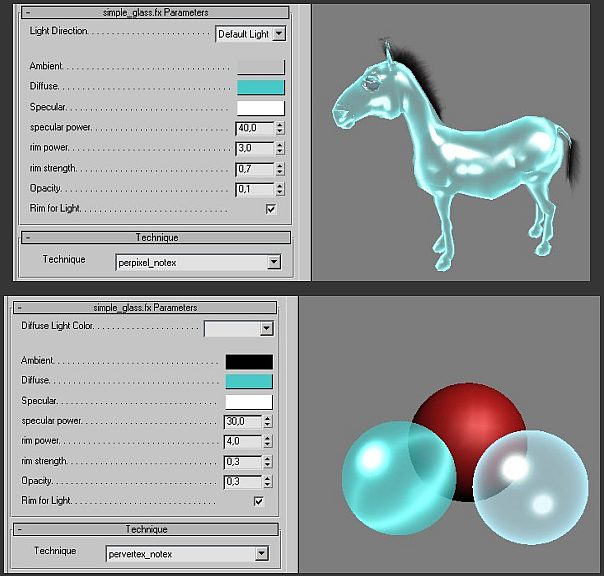 - simple_glass.fx Parameters
Light Direction. . . . . . . . . . . . . . . . . . . . . Default Light
Ambient. . . . . . . . . . . . . . . . . . . . . . . . . .
Diffuse. . . . . . . . . . . . . . . . . . . . . . . . . .
Specular. . . . . . . . . . . . . . . . . . . . . . . . . .
specular power. . . . . . . . . . . . . . . . . . . . . 40,0
rim power. . . . . . . . . . . . . . . . . . . . . . . . 3,0
rim strength. . . . . . . . . . . . . . . . . . . . . . . 0,7
Opacity. . . . . . . . . . . . . . . . . . . . . . . . . . 0,1
Rim for Light. . . . . . . . . . . . . . . . . . . . . . .
- Technique
Technique perpixel_notex
- simple_glass.fx Parameters
Diffuse Light Color. . . . . . . . . . . . . . . . . . .
Ambient. . . . . . . . . . . . . . . . . . . . . . . . . .
Diffuse. . . . . . . . . . . . . . . . . . . . . . . . . .
Specular. . . . . . . . . . . . . . . . . . . . . . . . . .
specular power. . . . . . . . . . . . . . . . . . . . . 30,0
rim power. . . . . . . . . . . . . . . . . . . . . . . . 4,0
rim strength. . . . . . . . . . . . . . . . . . . . . . . 0,3
Opacity. . . . . . . . . . . . . . . . . . . . . . . . . . 0,3
Rim for Light. . . . . . . . . . . . . . . . . . . . . . .
- Technique
Technique pervertex_notex